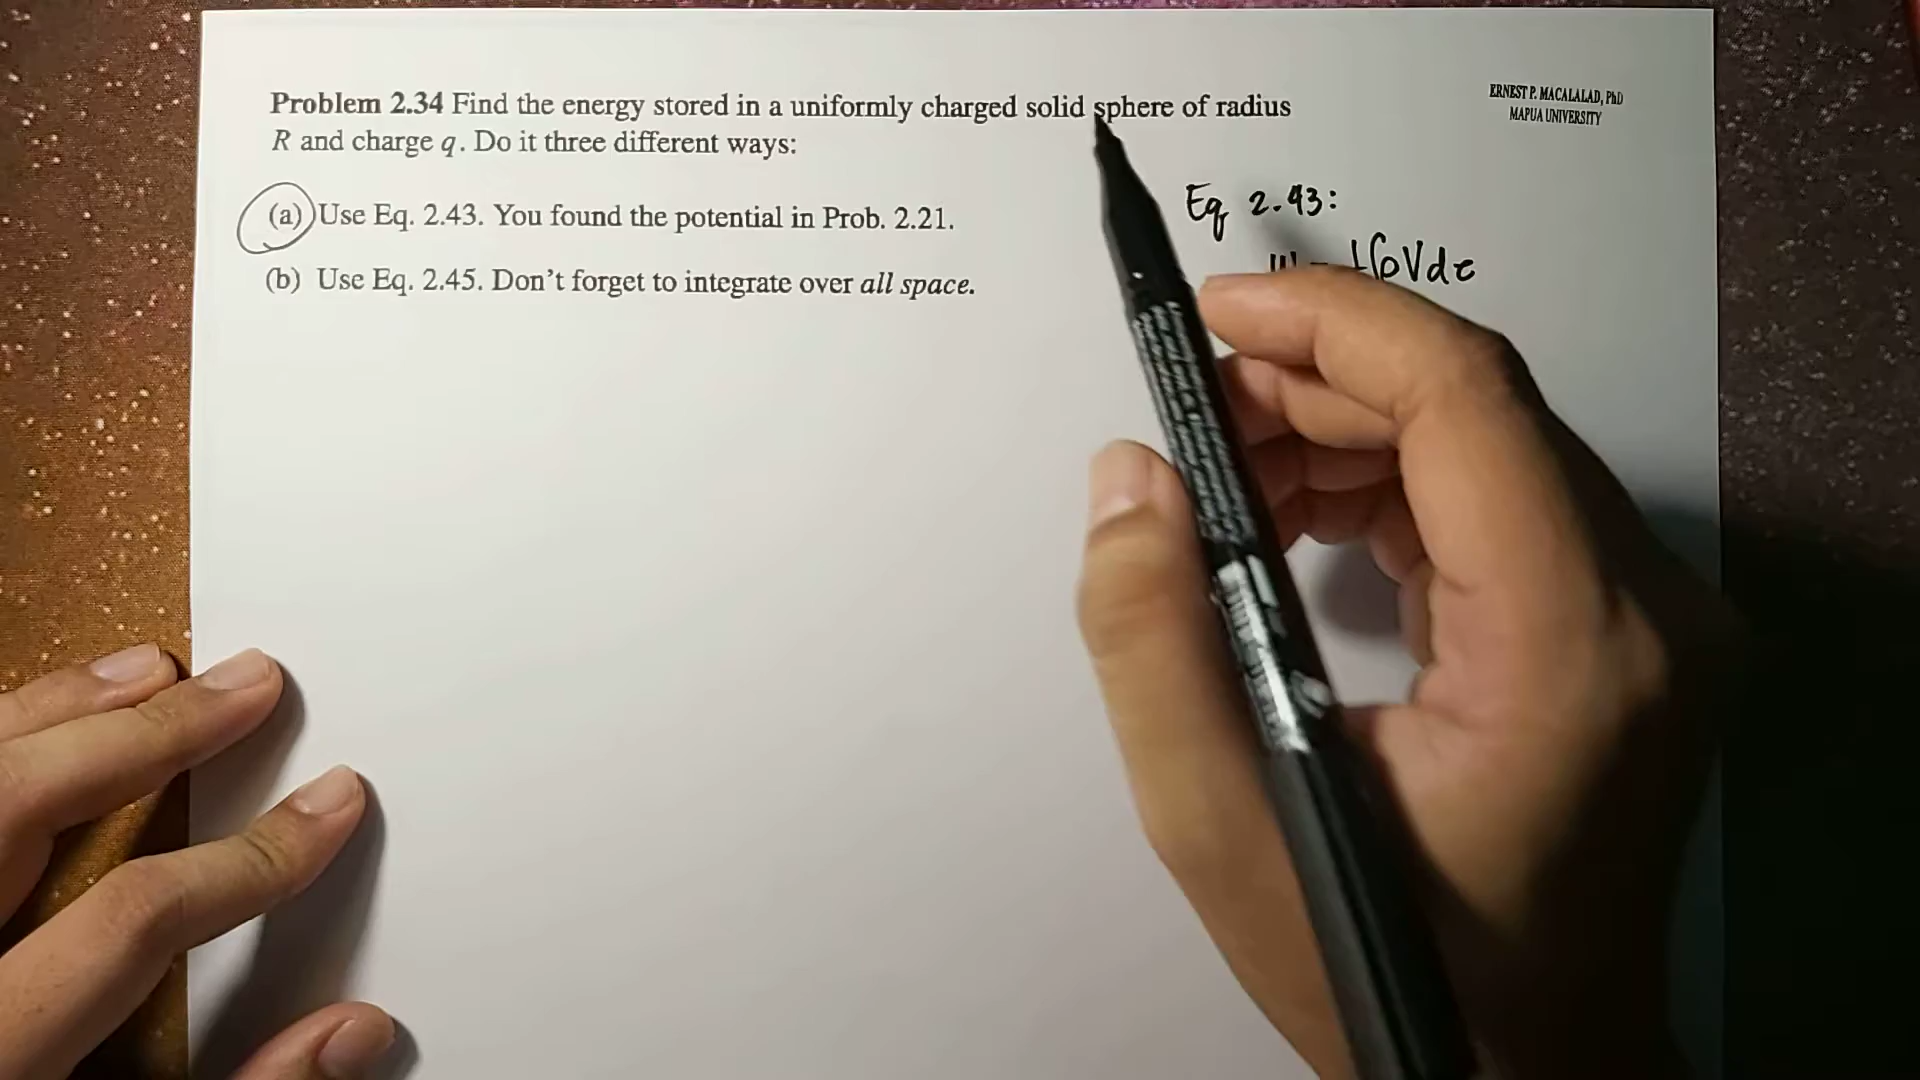 Problem 2.34 Find the energy stored in a uniformly charged solid sphere of radius
R and charge q. Do it three different ways:
(a) Use Eq. 2.43. You found the potential in Prob. 2.21.
(b) Use Eq. 2.45. Don't forget to integrate over all space.
ERNEST P. MACALALAD, PhD
MAPUA UNIVERSITY
Eq 2.43:
ρVdτ